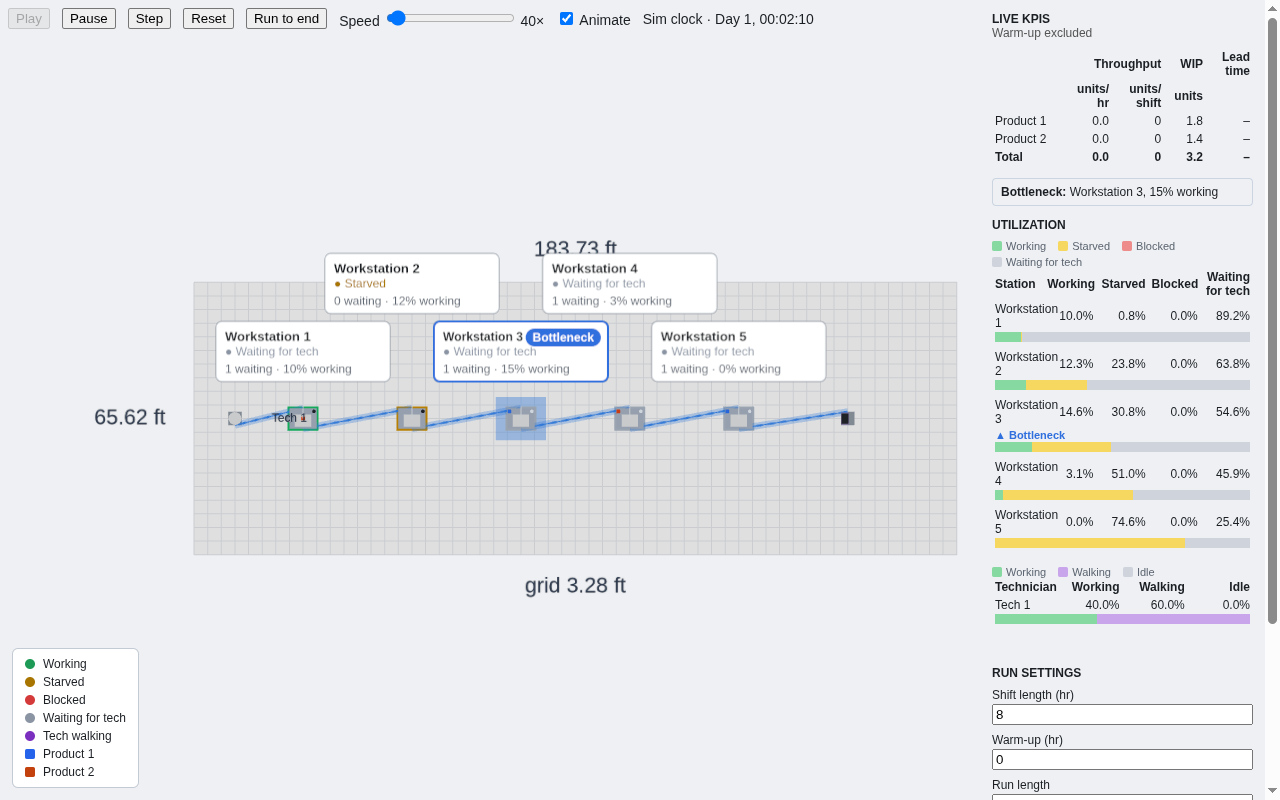 Play Pause Step Reset Run to end Speed 40× Animate Sim clock · Day 1, 00:02:10
183.73 ft
Workstation 2
● Starved
0 waiting · 12% working
Workstation 4
● Waiting for tech
1 waiting · 3% working
Workstation 1
● Waiting for tech
1 waiting · 10% working
Workstation 3 Bottleneck
● Waiting for tech
1 waiting · 15% working
Workstation 5
● Waiting for tech
1 waiting · 0% working
65.62 ft
Tech 1
grid 3.28 ft
Working
Starved
Blocked
Waiting for tech
Tech walking
Product 1
Product 2
LIVE KPIS
Warm-up excluded
Throughput WIP Lead time
units/hr units/shift units
Product 1 0.0 0 1.8 –
Product 2 0.0 0 1.4 –
Total 0.0 0 3.2 –
Bottleneck: Workstation 3, 15% working
UTILIZATION
Working Starved Blocked
Waiting for tech
Station Working Starved Blocked Waiting for tech
Workstation 1 10.0% 0.8% 0.0% 89.2%
Workstation 2 12.3% 23.8% 0.0% 63.8%
Workstation 3 14.6% 30.8% 0.0% 54.6%
▲ Bottleneck
Workstation 4 3.1% 51.0% 0.0% 45.9%
Workstation 5 0.0% 74.6% 0.0% 25.4%
Working Walking Idle
Technician Working Walking Idle
Tech 1 40.0% 60.0% 0.0%
RUN SETTINGS
Shift length (hr)
8
Warm-up (hr)
0
Run length